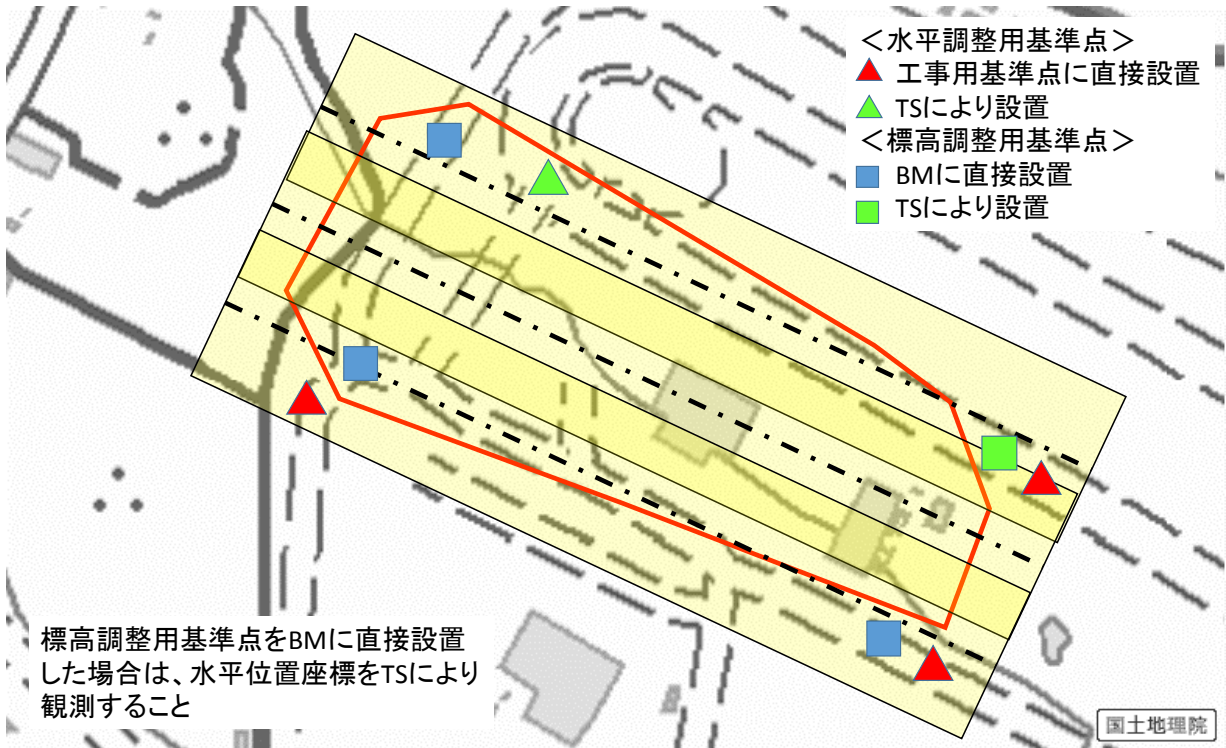 ＜水平調整用基準点＞
工事用基準点に直接設置
TSにより設置
＜標高調整用基準点＞
BMに直接設置
TSにより設置
標高調整用基準点をBMに直接設置
した場合は、水平位置座標をTSにより
観測すること
国土地理院